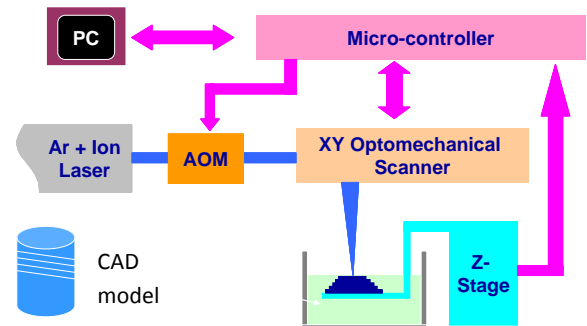 PC
Micro-controller
Ar + Ion
Laser
AOM
XY Optomechanical
Scanner
CAD
model
Z-
Stage